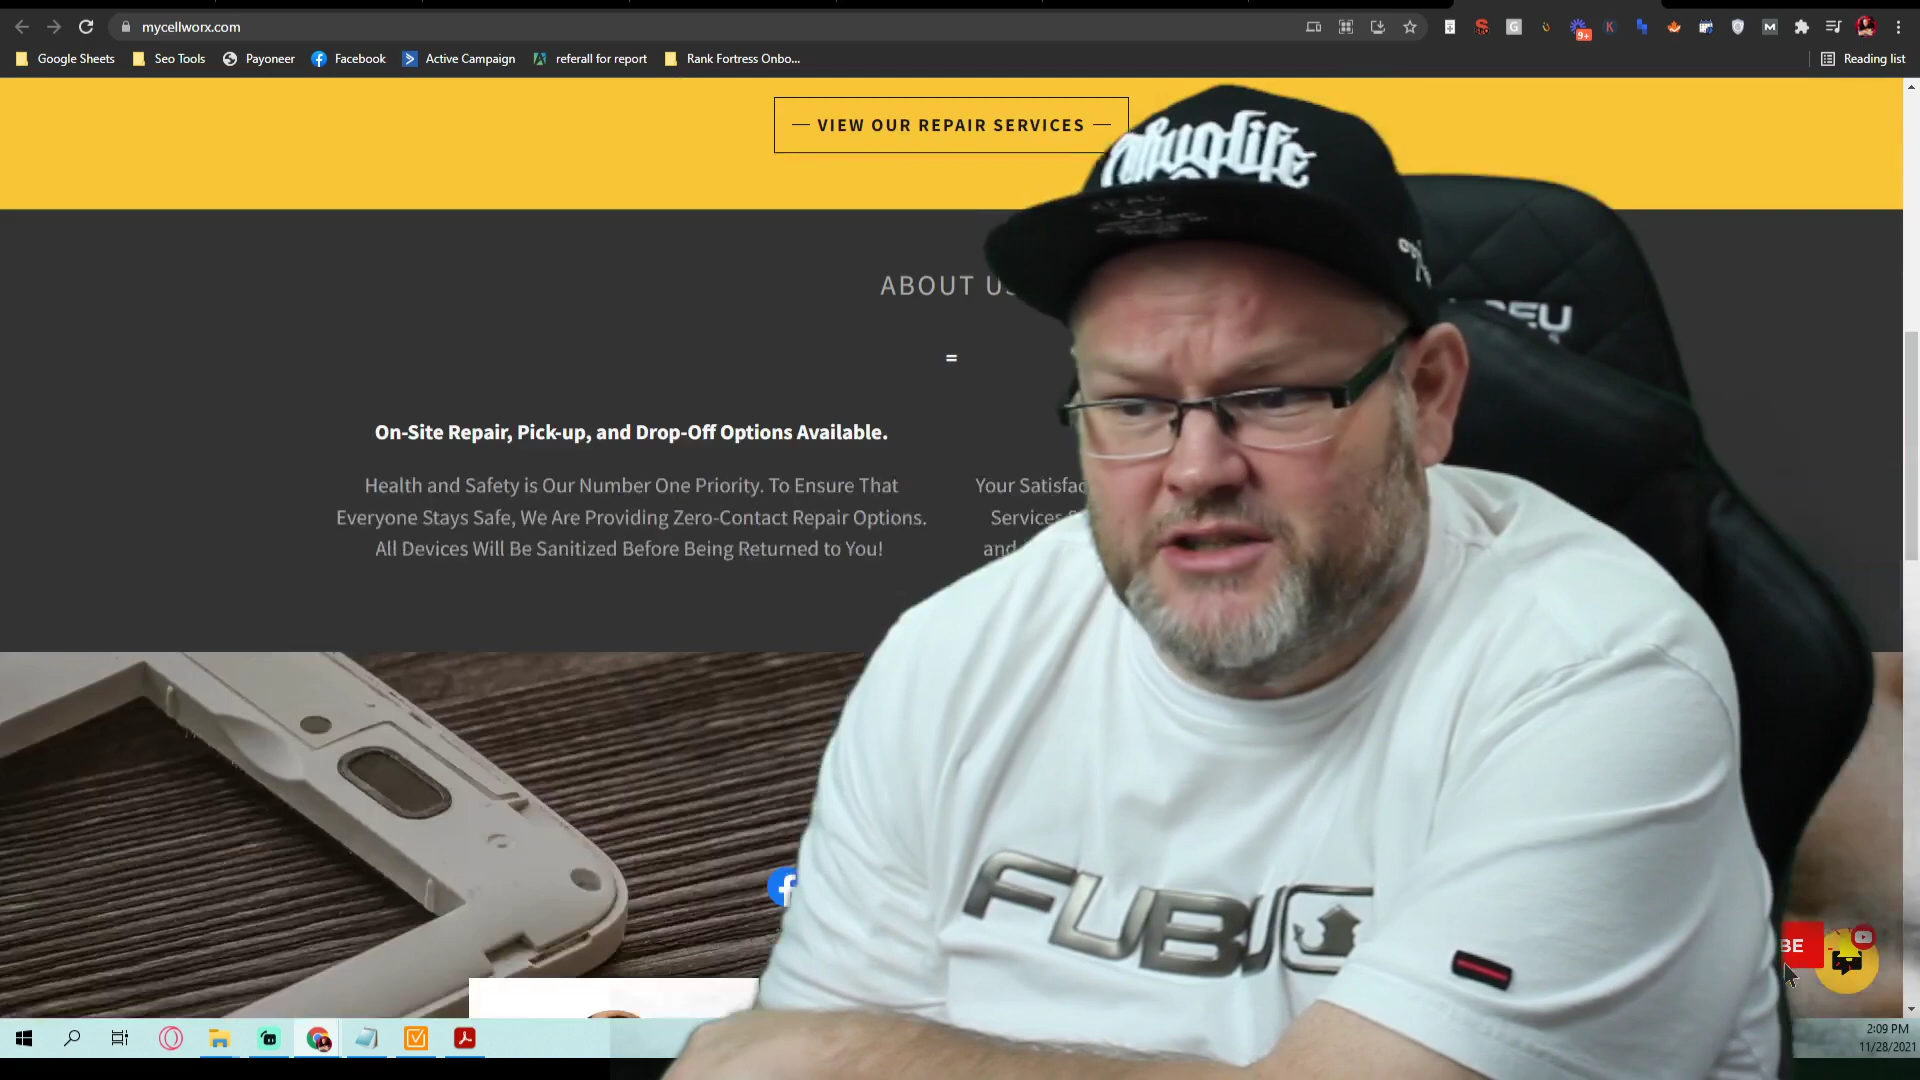 mycellworx.com
Google Sheets
Seo Tools
Payoneer
Facebook
Active Campaign
referall for report
Rank Fortress Onbo...
Reading list
9+
VIEW OUR REPAIR SERVICES
thuglife
ABOUT US
=
On-Site Repair, Pick-up, and Drop-Off Options Available.
Health and Safety is Our Number One Priority. To Ensure That
Everyone Stays Safe, We Are Providing Zero-Contact Repair Options.
All Devices Will Be Sanitized Before Being Returned to You!
Your Satisfac
Services
and
FUBU
BE
2:09 PM
11/28/2021